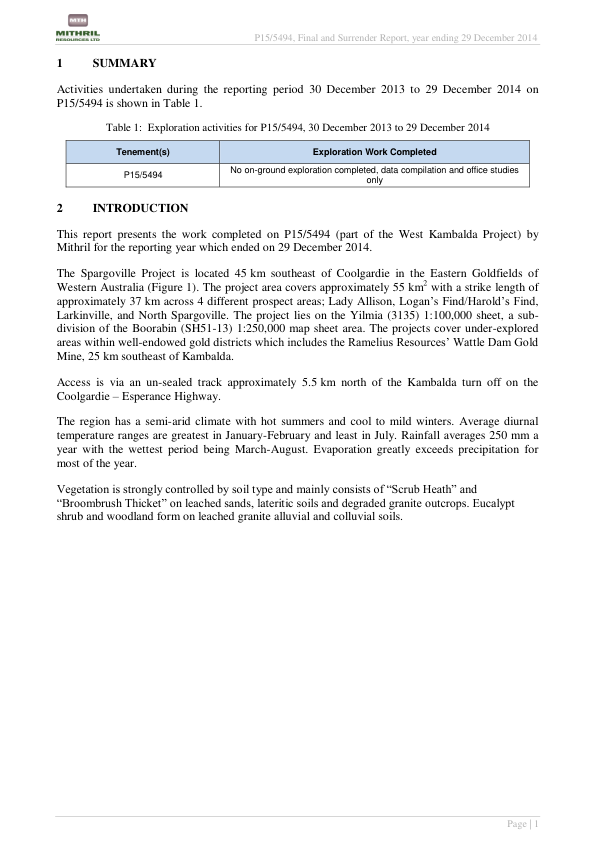 MTH
MITHRIL
RESOURCES LTD
P15/5494, Final and Surrender Report, year ending 29 December 2014
1 SUMMARY
Activities undertaken during the reporting period 30 December 2013 to 29 December 2014 on
P15/5494 is shown in Table 1.
Table 1: Exploration activities for P15/5494, 30 December 2013 to 29 December 2014
Tenement(s) Exploration Work Completed
P15/5494 No on-ground exploration completed, data compilation and office studies
only
2 INTRODUCTION
This report presents the work completed on P15/5494 (part of the West Kambalda Project) by
Mithril for the reporting year which ended on 29 December 2014.
The Spargoville Project is located 45 km southeast of Coolgardie in the Eastern Goldfields of
Western Australia (Figure 1). The project area covers approximately 55 km² with a strike length of
approximately 37 km across 4 different prospect areas; Lady Allison, Logan's Find/Harold's Find,
Larkinville, and North Spargoville. The project lies on the Yilmia (3135) 1:100,000 sheet, a sub-
division of the Boorabin (SH51-13) 1:250,000 map sheet area. The projects cover under-explored
areas within well-endowed gold districts which includes the Ramelius Resources' Wattle Dam Gold
Mine, 25 km southeast of Kambalda.
Access is via an un-sealed track approximately 5.5 km north of the Kambalda turn off on the
Coolgardie – Esperance Highway.
The region has a semi-arid climate with hot summers and cool to mild winters. Average diurnal
temperature ranges are greatest in January-February and least in July. Rainfall averages 250 mm a
year with the wettest period being March-August. Evaporation greatly exceeds precipitation for
most of the year.
Vegetation is strongly controlled by soil type and mainly consists of "Scrub Heath" and
"Broombrush Thicket" on leached sands, lateritic soils and degraded granite outcrops. Eucalypt
shrub and woodland form on leached granite alluvial and colluvial soils.
Page | 1